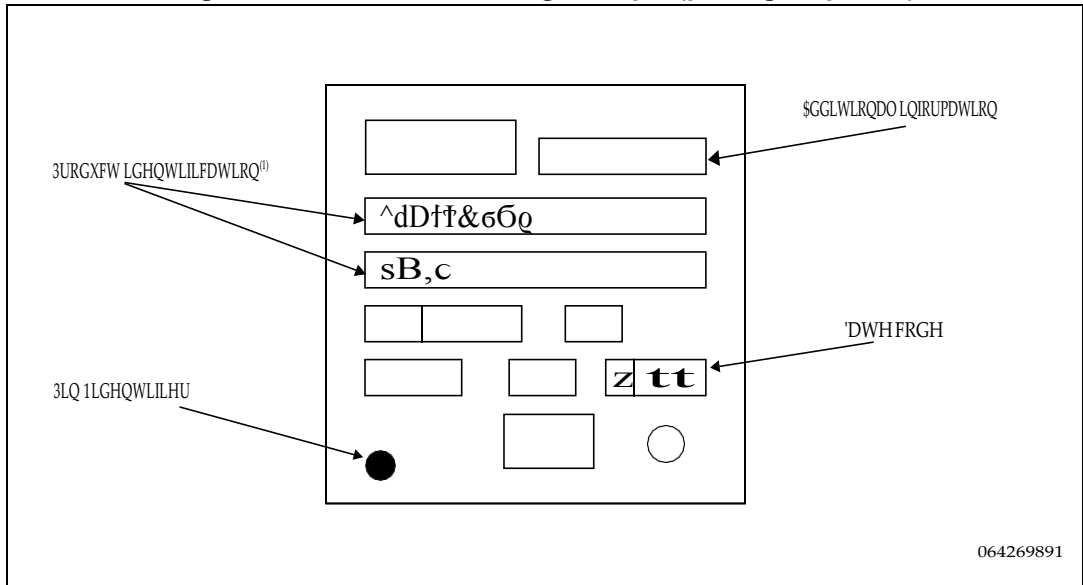 $GGLWLRQDO LQIRUPDWLRQ
3URGXFW LGHQWLILFDWLRQ(1)
sB,c
'DWH FRGH
z tt
3LQ 1LGHQWLILHU
064269891